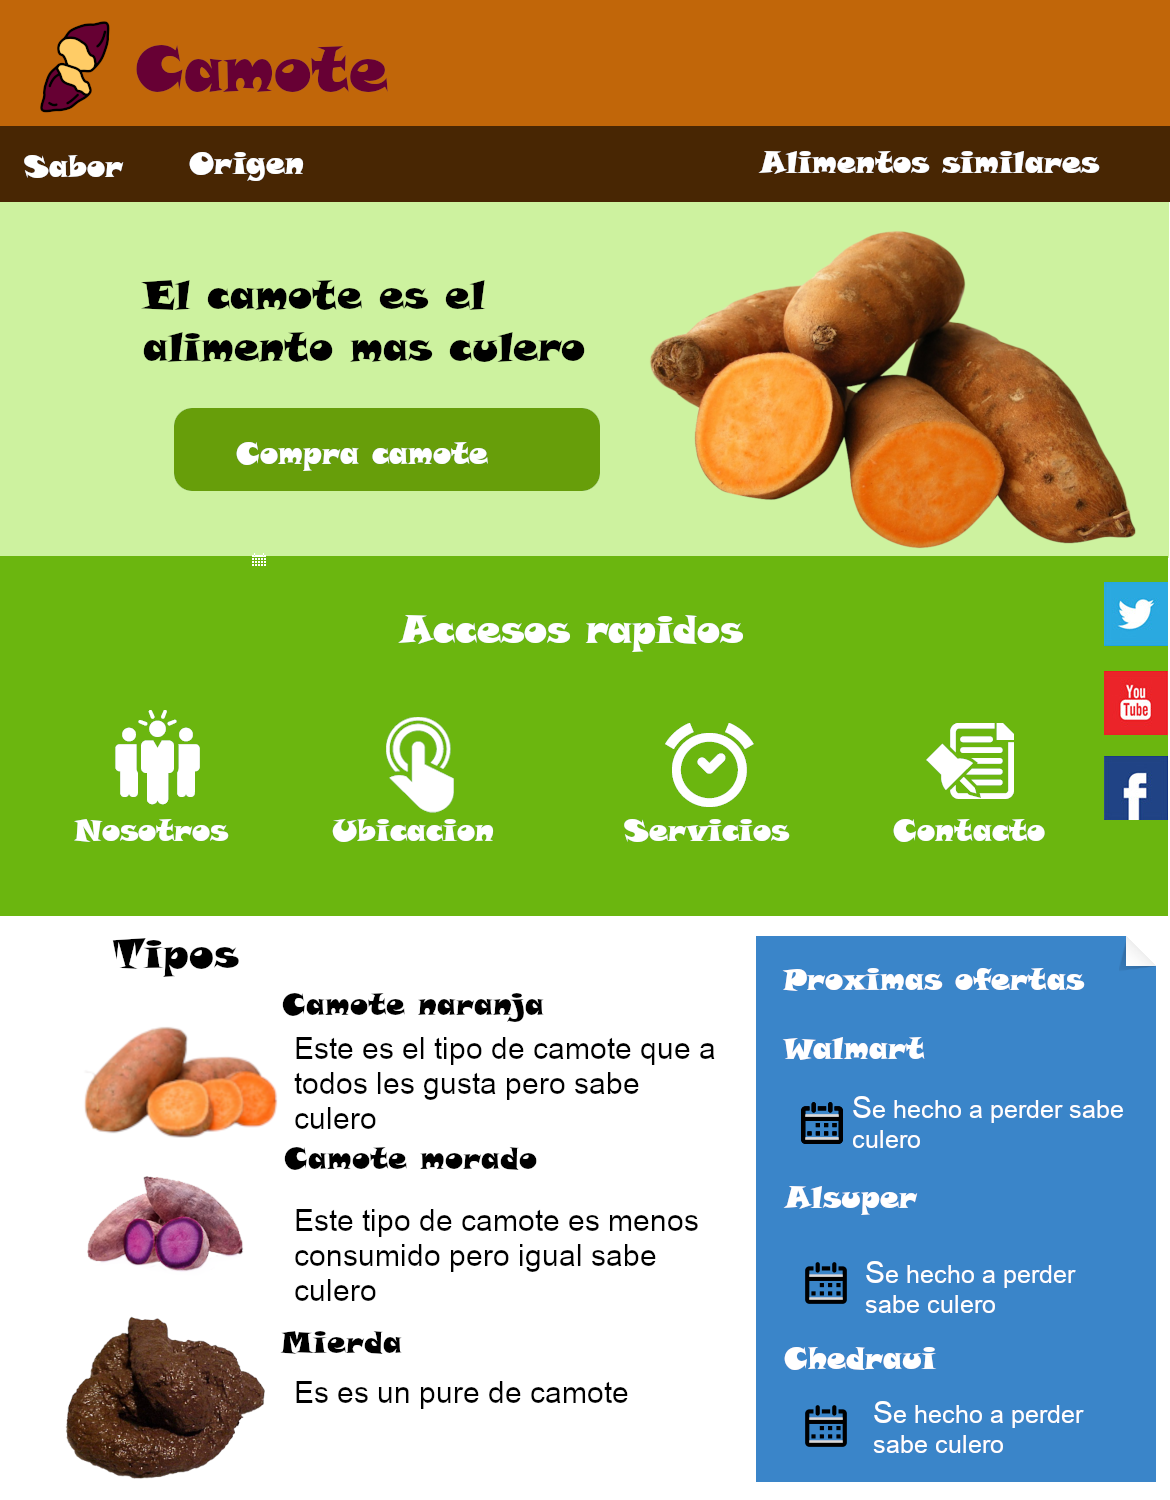 Camote
Sabor
Origen
Alimentos similares
El camote es el
alimento mas culero
Compra camote
Accesos rapidos
You
Tube
f
Nosotros
Ubicacion
Servicios
Contacto
Tipos
Camote naranja
Este es el tipo de camote que a
todos les gusta pero sabe
culero
Camote morado
Este tipo de camote es menos
consumido pero igual sabe
culero
Mierda
Es es un pure de camote
Proximas ofertas
Walmart
Se hecho a perder sabe
culero
Alsuper
Se hecho a perder
sabe culero
Chedraui
Se hecho a perder
sabe culero